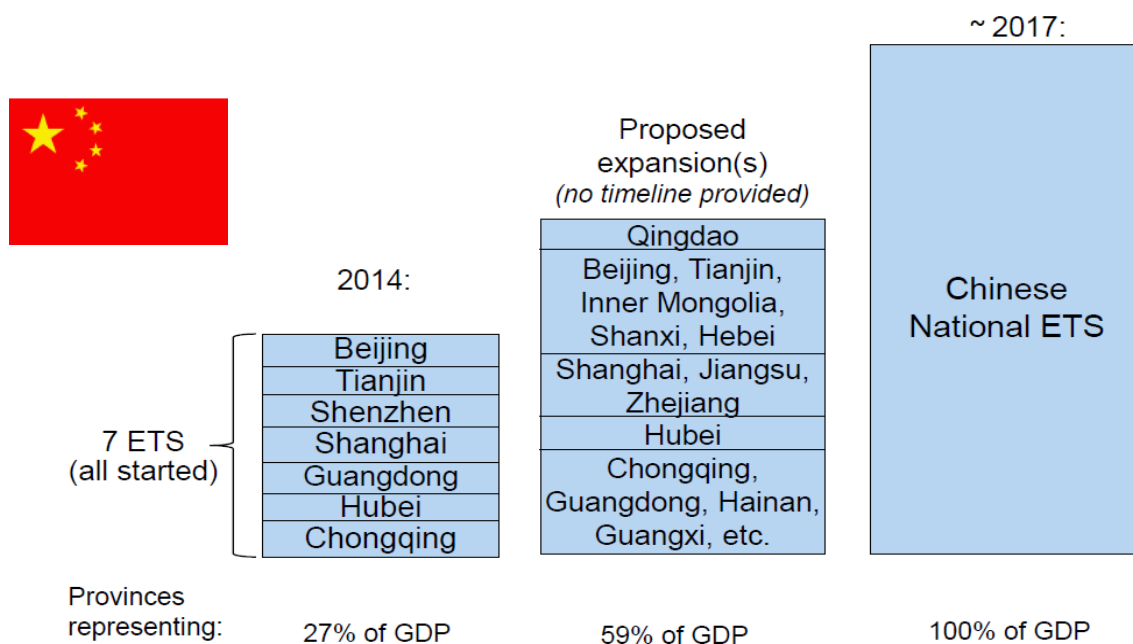 ~ 2017:
Proposed
expansion(s)
(no timeline provided)
2014:
7 ETS
(all started)
Beijing
Tianjin
Shenzhen
Shanghai
Guangdong
Hubei
Chongqing
Qingdao
Beijing, Tianjin,
Inner Mongolia,
Shanxi, Hebei
Shanghai, Jiangsu,
Zhejiang
Hubei
Chongqing,
Guangdong, Hainan,
Guangxi, etc.
Chinese
National ETS
Provinces
representing:
27% of GDP
59% of GDP
100% of GDP